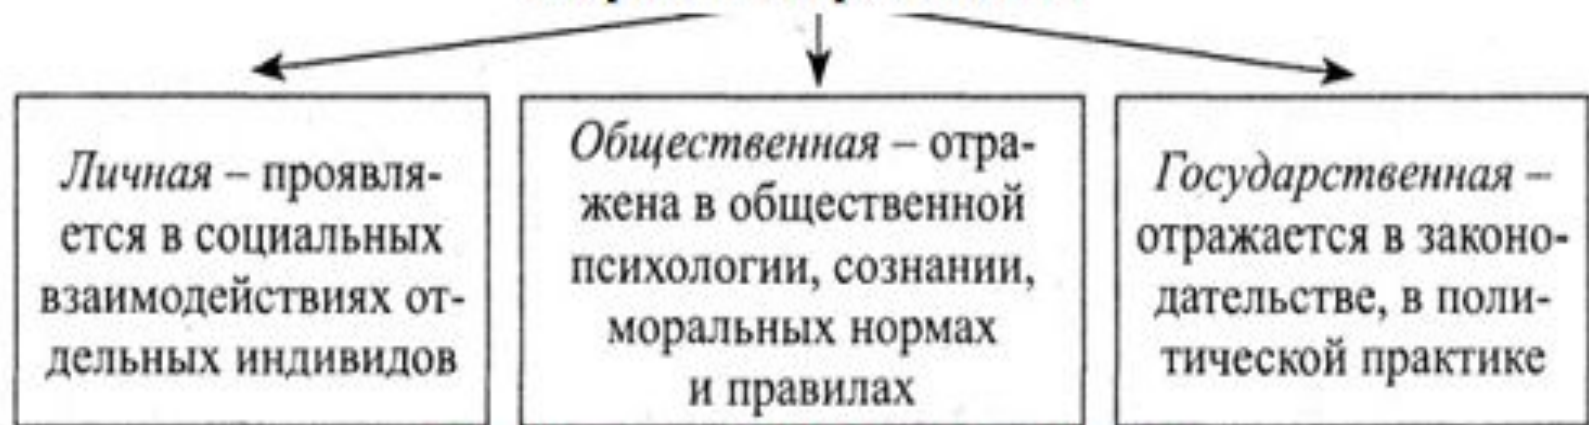 Личная – проявля-
ется в социальных
взаимодействиях от-
дельных индивидов
Общественная – отра-
жена в общественной
психологии, сознании,
моральных нормах
и правилах
Государственная –
отражается в законо-
дательстве, в поли-
тической практике